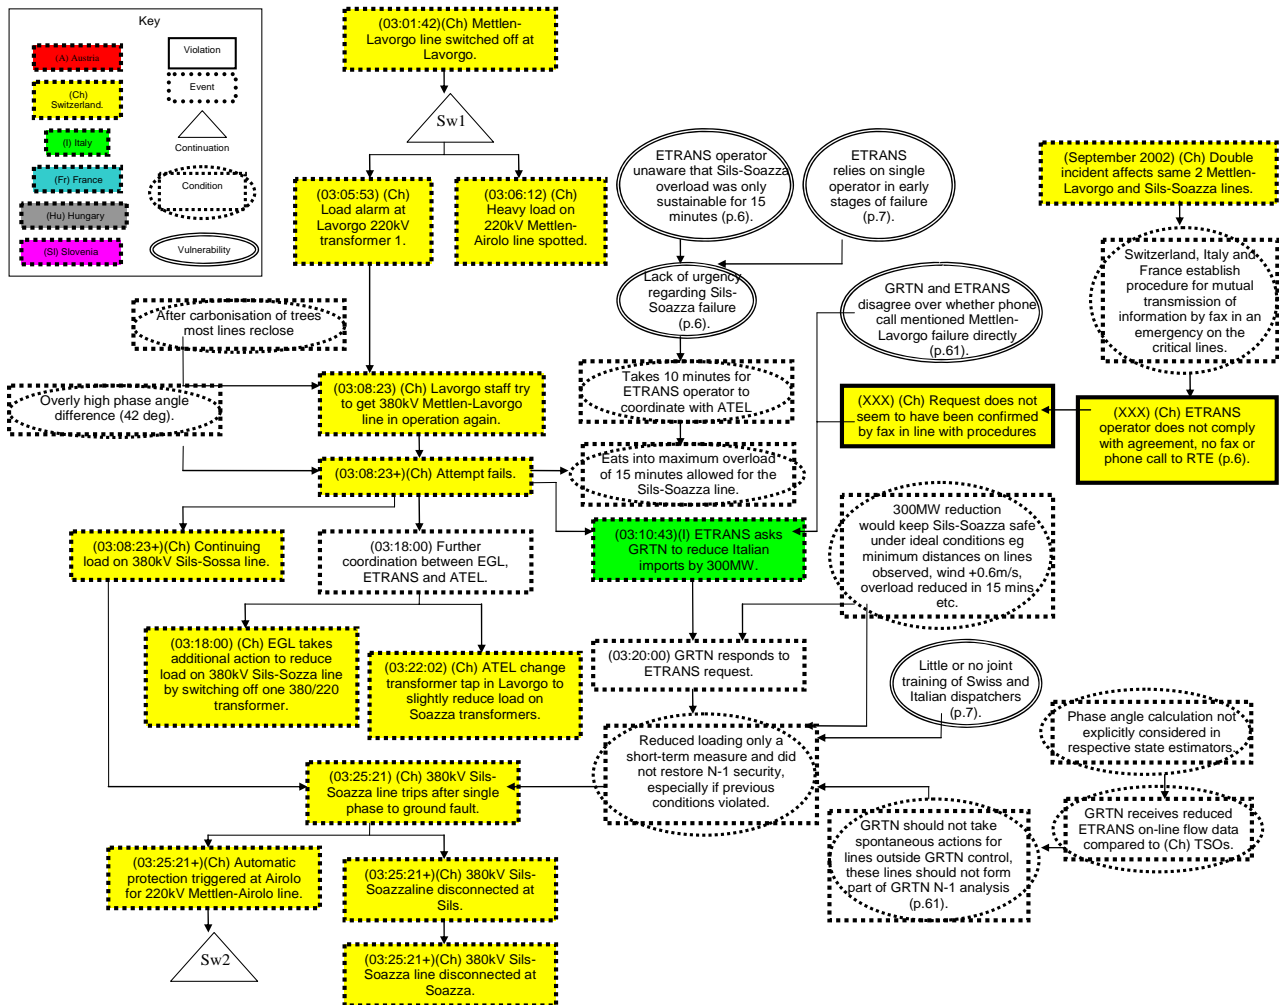 Key
(A) Austria
(Ch)
Switzerland.
(I) Italy
(Fr) France
(Hu) Hungary
(Sl) Slovenia
Violation
Event
Continuation
Condition
Vulnerability
(03:01:42)(Ch) Mettlen-
Lavorgo line switched off at
Lavorgo.
Sw1
(03:05:53) (Ch)
Load alarm at
Lavorgo 220kV
transformer 1.
(03:06:12) (Ch)
Heavy load on
220kV Mettlen-
Airolo line spotted.
ETRANS operator
unaware that Sils-Soazza
overload was only
sustainable for 15
minutes (p.6).
ETRANS
relies on single
operator in early
stages of failure
(p.7).
(September 2002) (Ch) Double
incident affects same 2 Mettlen-
Lavorgo and Sils-Soazza lines.
Lack of urgency
regarding Sils-
Soazza failure
(p.6).
GRTN and ETRANS
disagree over whether phone
call mentioned Mettlen-
Lavorgo failure directly
(p.61).
Switzerland, Italy and
France establish
procedure for mutual
transmission of
information by fax in an
emergency on the
critical lines.
After carbonisation of trees
most lines reclose
Overly high phase angle
difference (42 deg).
(03:08:23) (Ch) Lavorgo staff try
to get 380kV Mettlen-Lavorgo
line in operation again.
Takes 10 minutes for
ETRANS operator to
coordinate with ATEL
(XXX) (Ch) Request does not
seem to have been confirmed
by fax in line with procedures
(XXX) (Ch) ETRANS
operator does not comply
with agreement, no fax or
phone call to RTE (p.6).
(03:08:23+)(Ch) Attempt fails.
Eats into maximum overload
of 15 minutes allowed for the
Sils-Soazza line.
(03:08:23+)(Ch) Continuing
load on 380kV Sils-Sossa line.
(03:18:00) Further
coordination between EGL,
ETRANS and ATEL.
(03:10:43)(I) ETRANS asks
GRTN to reduce Italian
imports by 300MW.
300MW reduction
would keep Sils-Soazza safe
under ideal conditions eg
minimum distances on lines
observed, wind +0.6m/s,
overload reduced in 15 mins
etc.
(03:18:00) (Ch) EGL takes
additional action to reduce
load on 380kV Sils-Sozza line
by switching off one 380/220
transformer.
(03:22:02) (Ch) ATEL change
transformer tap in Lavorgo to
slightly reduce load on
Soazza transformers.
(03:20:00) GRTN responds to
ETRANS request.
Little or no joint
training of Swiss and
Italian dispatchers
(p.7).
Phase angle calculation not
explicitly considered in
respective state estimators.
Reduced loading only a
short-term measure and did
not restore N-1 security,
especially if previous
conditions violated.
(03:25:21) (Ch) 380kV Sils-
Soazza line trips after single
phase to ground fault.
GRTN receives reduced
ETRANS on-line flow data
compared to (Ch) TSOs.
GRTN should not take
spontaneous actions for
lines outside GRTN control,
these lines should not form
part of GRTN N-1 analysis
(p.61).
(03:25:21+)(Ch) Automatic
protection triggered at Airolo
for 220kV Mettlen-Airolo line.
(03:25:21+)(Ch) 380kV Sils-
Soazzaline disconnected at
Sils.
Sw2
(03:25:21+)(Ch) 380kV Sils-
Soazza line disconnected at
Soazza.